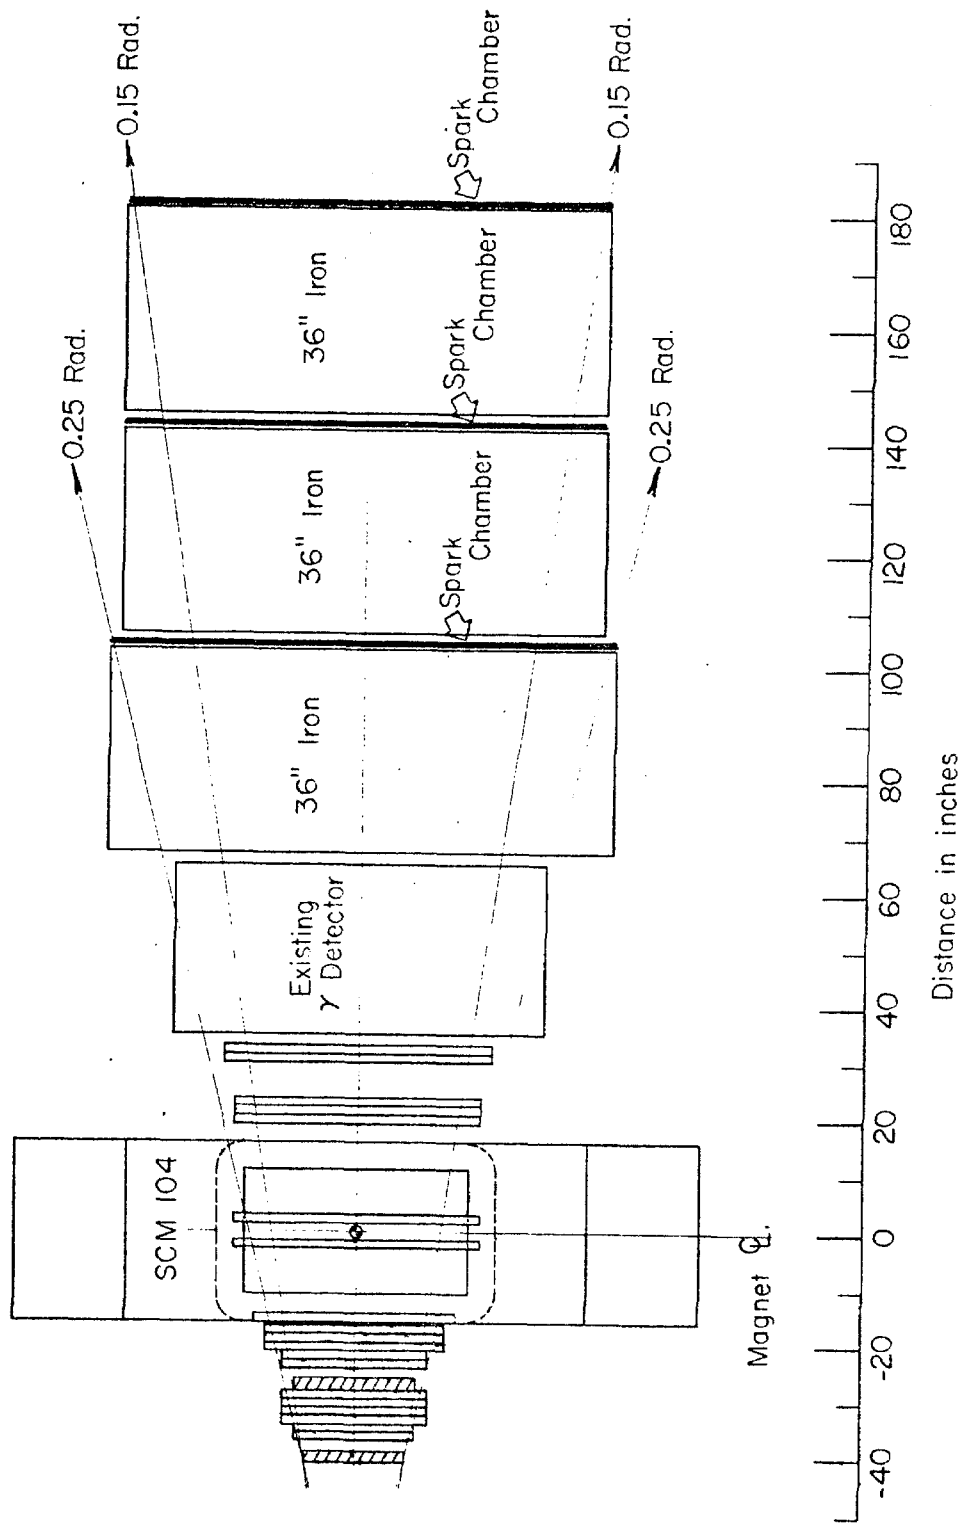 0.25 Rad.
0.15 Rad.
SCM 104
Existing
γ Detector
36" Iron
36" Iron
36" Iron
Spark
Chamber
Spark
Chamber
Spark
Chamber
0.15 Rad.
0.25 Rad.
Magnet ℄.
-40 -20 0 20 40 60 80 100 120 140 160 180
Distance in inches